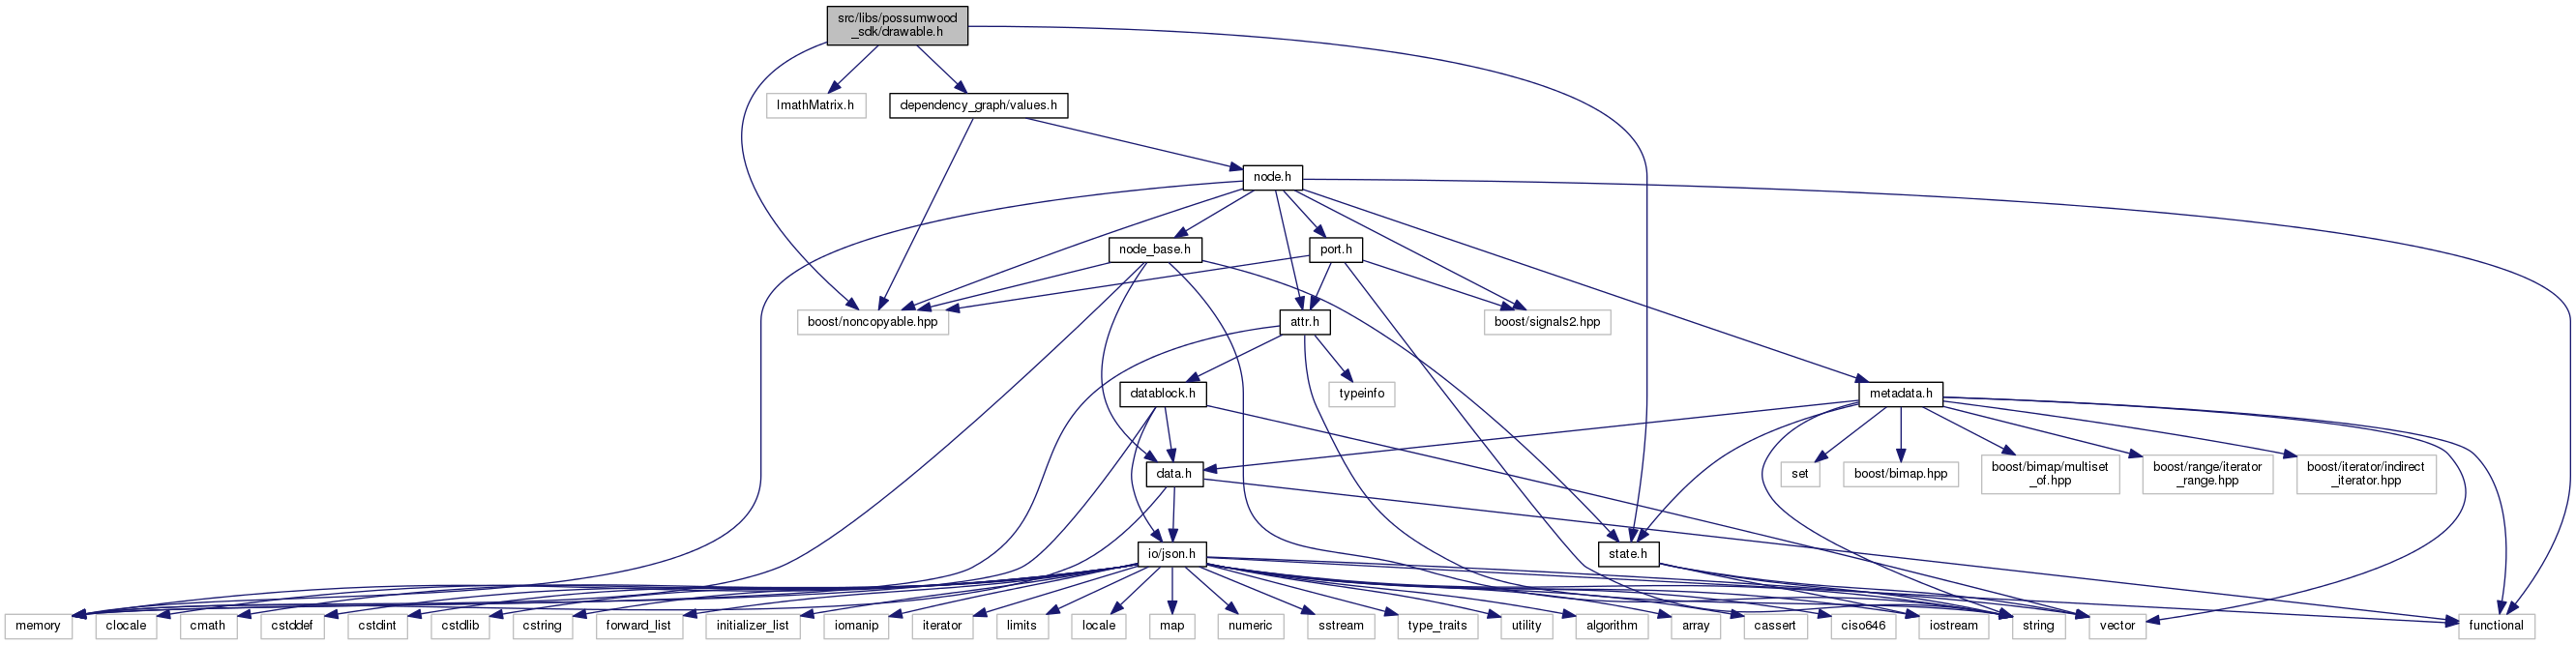 src/libs/possumwood
_sdk/drawable.h
ImathMatrix.h
dependency_graph/values.h
node.h
node_base.h
port.h
boost/noncopyable.hpp
attr.h
boost/signals2.hpp
datablock.h
typeinfo
metadata.h
data.h
set
boost/bimap.hpp
boost/bimap/multiset
_of.hpp
boost/range/iterator
_range.hpp
boost/iterator/indirect
_iterator.hpp
io/json.h
state.h
memory
clocale
cmath
cstddef
cstdint
cstdlib
cstring
forward_list
initializer_list
iomanip
iterator
limits
locale
map
numeric
sstream
type_traits
utility
algorithm
array
cassert
ciso646
iostream
string
vector
functional